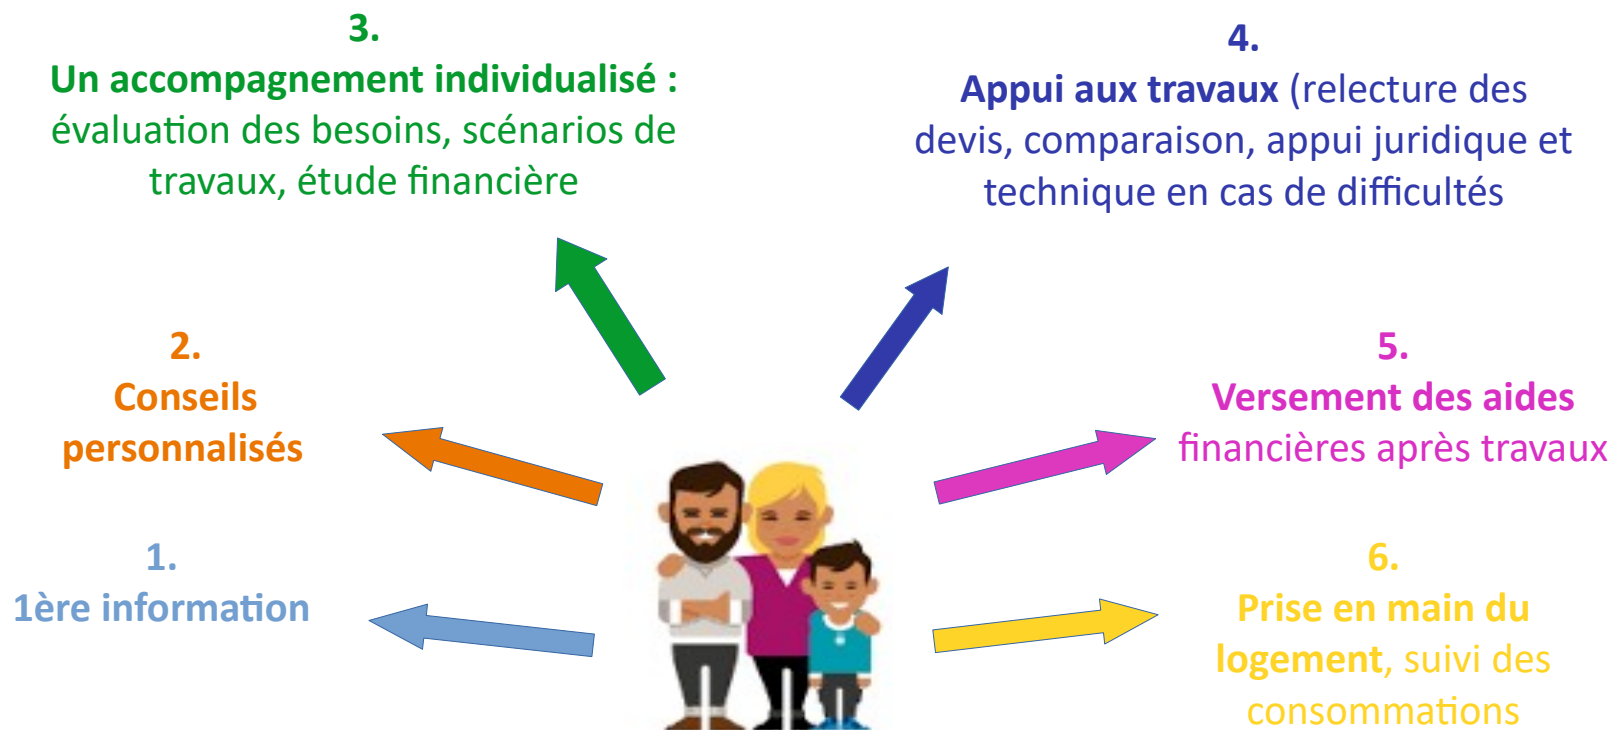 3.
Un accompagnement individualisé :
évaluation des besoins, scénarios de
travaux, étude financière
4.
Appui aux travaux (relecture des
devis, comparaison, appui juridique et
technique en cas de difficultés
2.
Conseils
personnalisés
5.
Versement des aides
financières après travaux
1.
1ère information
6.
Prise en main du
logement, suivi des
consommations